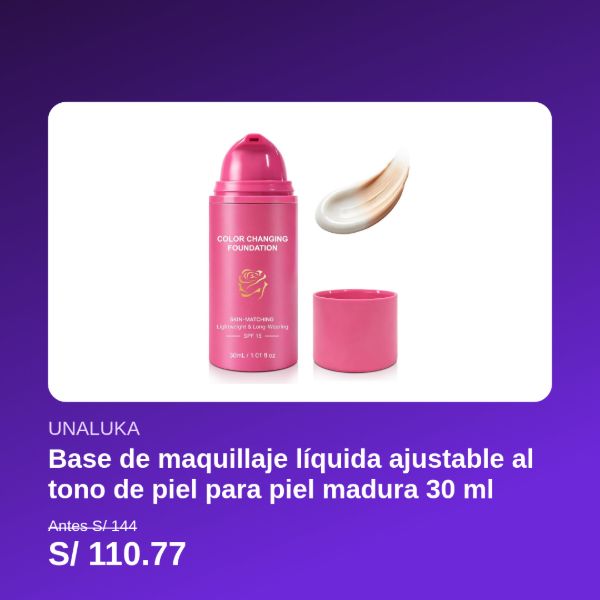 COLOR CHANGING
FOUNDATION
SKIN-MATCHING
Lightweight & Long-Wearing
SPF 15
30mL / 1.01 fl oz
UNALUKA
Base de maquillaje líquida ajustable al
tono de piel para piel madura 30 ml
Antes S/ 144
S/ 110.77